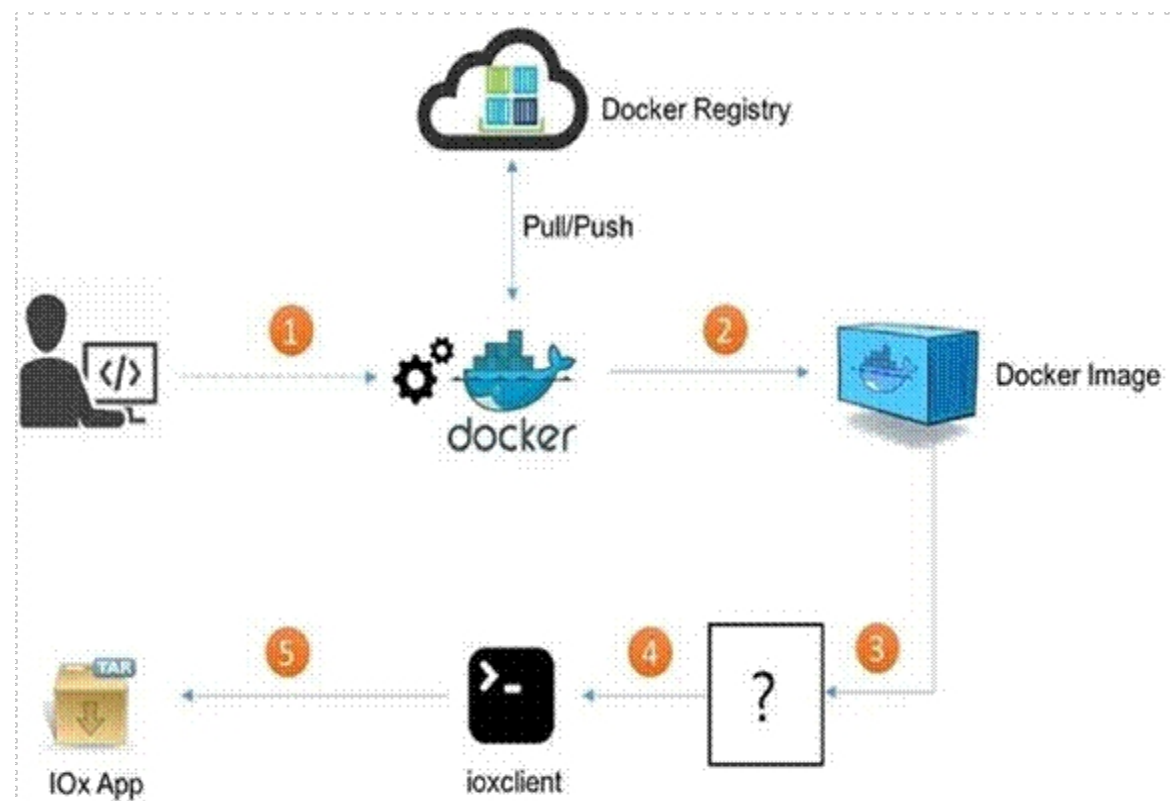 Docker Registry
Pull/Push
1
2
</>
docker
Docker Image
5
4
3
TAR
?
IOx App
ioxclient